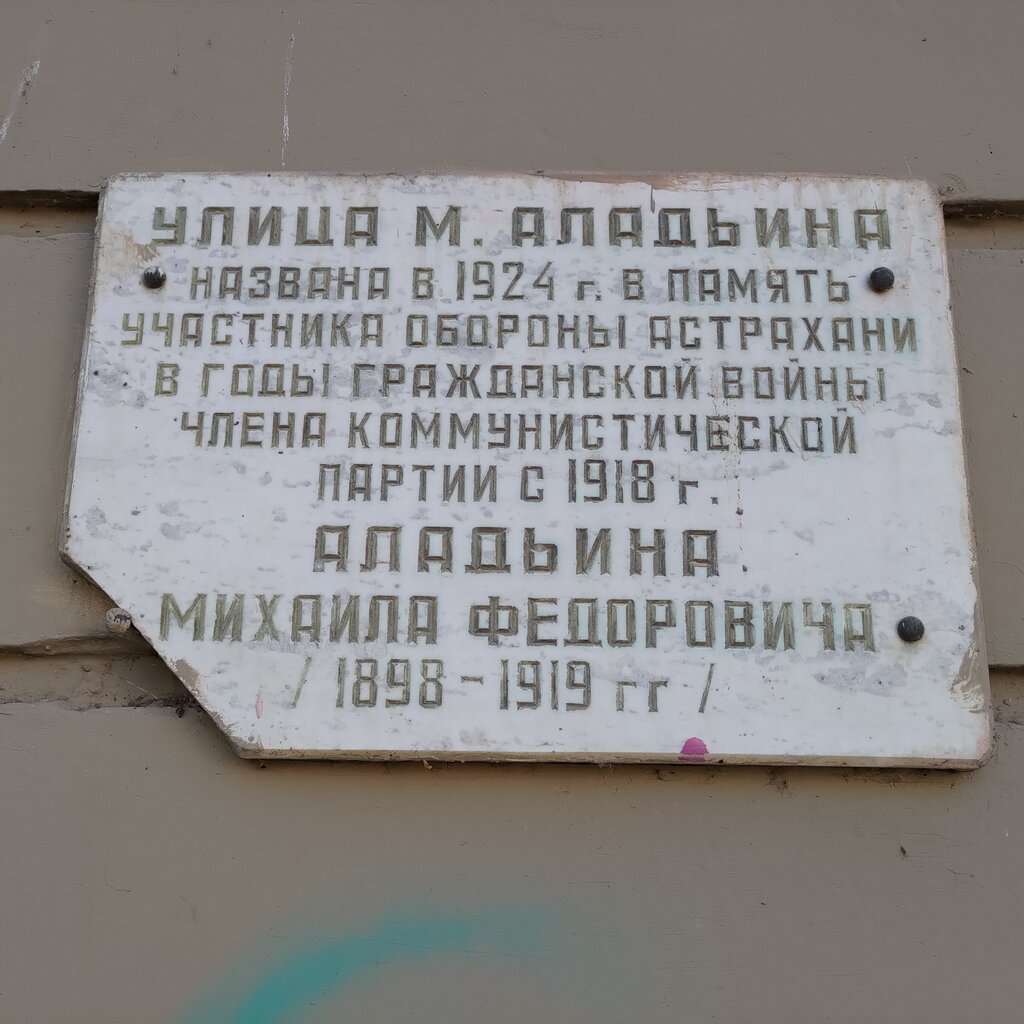 УЛИЦА М. АЛАДЬИНА
НАЗВАНА В 1924 г. В ПАМЯТЬ
УЧАСТНИКА ОБОРОНЫ АСТРАХАНИ
В ГОДЫ ГРАЖДАНСКОЙ ВОЙНЫ
ЧЛЕНА КОММУНИСТИЧЕСКОЙ
ПАРТИИ С 1918 г.
АЛАДЬИНА
МИХАИЛА ФЕДОРОВИЧА
/ 1898 - 1919 гг /